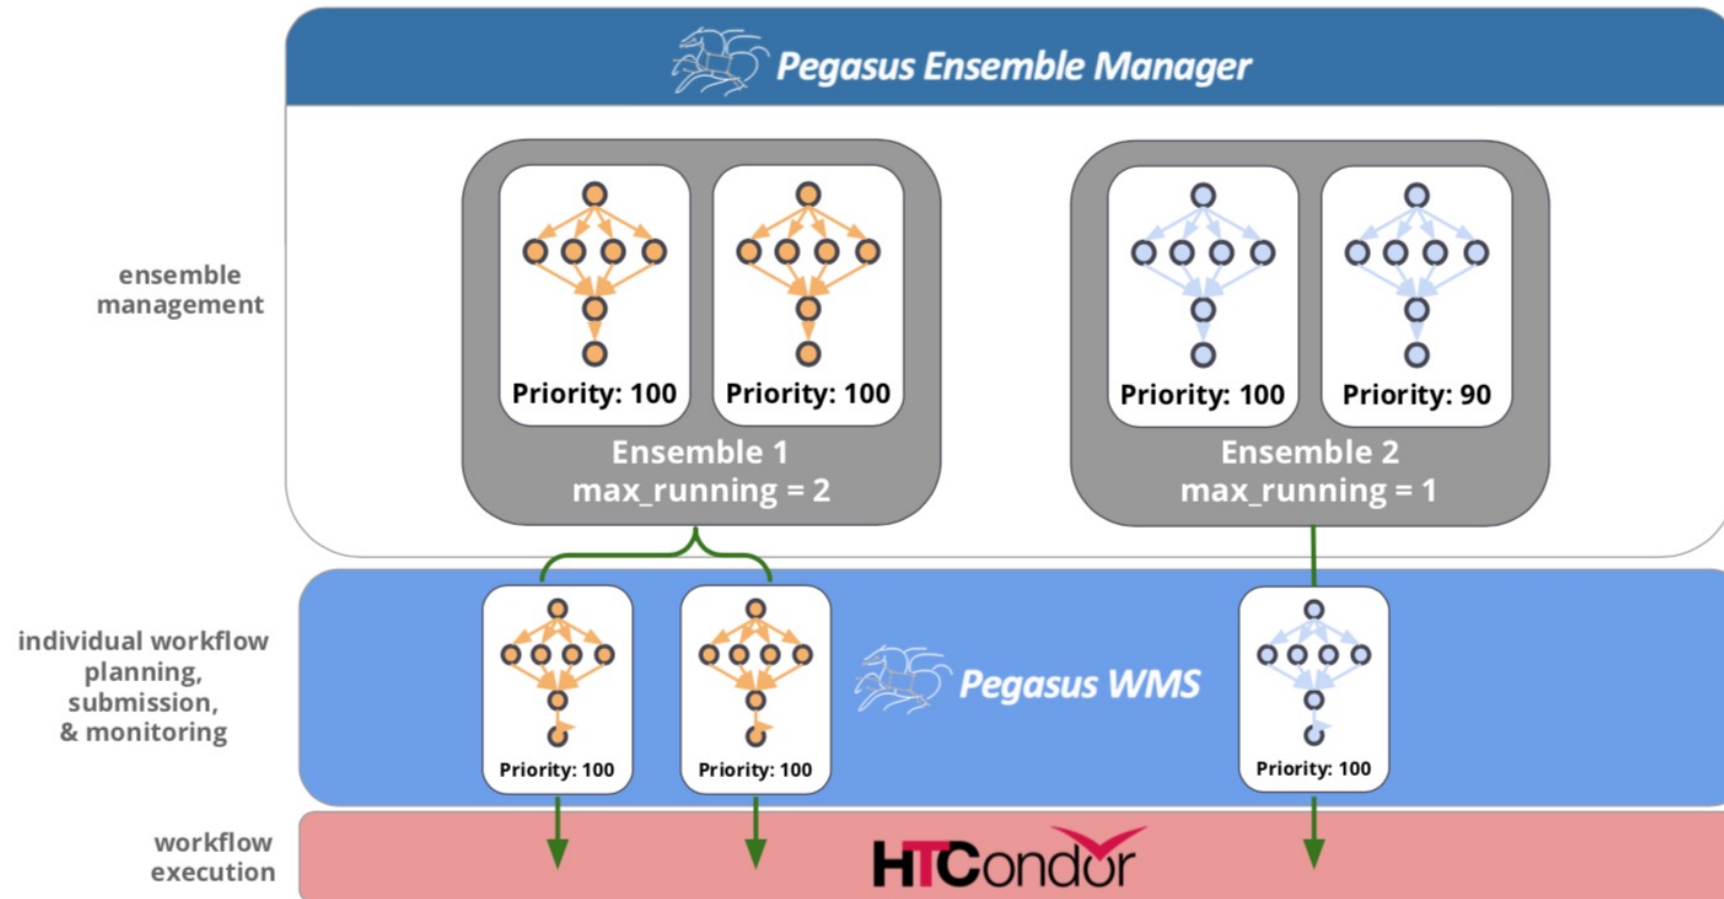 Pegasus Ensemble Manager
ensemble
management
Priority: 100
Priority: 100
Ensemble 1
max_running = 2
Priority: 100
Priority: 90
Ensemble 2
max_running = 1
individual workflow
planning,
submission,
& monitoring
Priority: 100
Priority: 100
Pegasus WMS
Priority: 100
workflow
execution
HTCondor